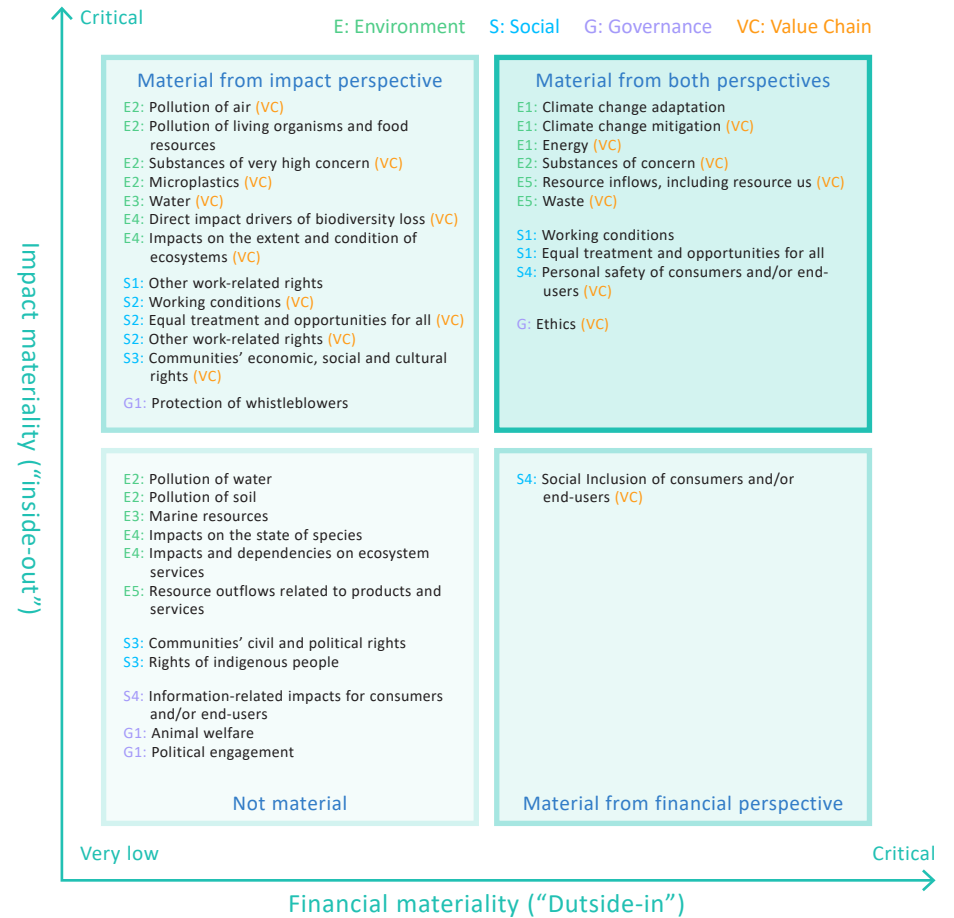 Critical
E: Environment S: Social G: Governance VC: Value Chain
Impact materiality (“inside-out”)
Material from impact perspective
E2: Pollution of air (VC)
E2: Pollution of living organisms and food
resources
E2: Substances of very high concern (VC)
E2: Microplastics (VC)
E3: Water (VC)
E4: Direct impact drivers of biodiversity loss (VC)
E4: Impacts on the extent and condition of
ecosystems (VC)
S1: Other work-related rights
S2: Working conditions (VC)
S2: Equal treatment and opportunities for all (VC)
S2: Other work-related rights (VC)
S3: Communities’ economic, social and cultural
rights (VC)
G1: Protection of whistleblowers
Material from both perspectives
E1: Climate change adaptation
E1: Climate change mitigation (VC)
E1: Energy (VC)
E2: Substances of concern (VC)
E5: Resource inflows, including resource us (VC)
E5: Waste (VC)
S1: Working conditions
S1: Equal treatment and opportunities for all
S4: Personal safety of consumers and/or end-
users (VC)
G: Ethics (VC)
E2: Pollution of water
E2: Pollution of soil
E3: Marine resources
E4: Impacts on the state of species
E4: Impacts and dependencies on ecosystem
services
E5: Resource outflows related to products and
services
S3: Communities’ civil and political rights
S3: Rights of indigenous people
S4: Information-related impacts for consumers
and/or end-users
G1: Animal welfare
G1: Political engagement
Not material
S4: Social Inclusion of consumers and/or
end-users (VC)
Material from financial perspective
Very low
Critical
Financial materiality (“Dutside-in”)